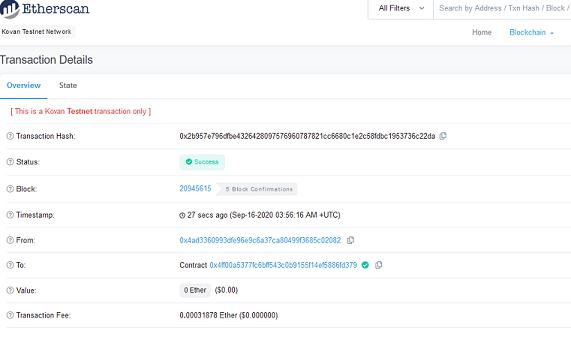 Etherscan
All Filters
Search by Address / Txn Hash / Block /
Kovan Testnet Network
Home
Blockchain
Transaction Details
Overview
State
[ This is a Kovan Testnet transaction only ]
Transaction Hash: 0x2b957e796dfbe4326428097576960787821cc6680c1e2c58fdbc1953736c22da
Status: Success
Block: 20945615 5 Block Confirmations
Timestamp: 27 secs ago (Sep-16-2020 03:56:16 AM +UTC)
From: 0x4ad3360993dfe96e9c6a37ca80499f3685c02082
To: Contract 0x4ff00a6377fc6bff543c0b9155f14ef5886fd379
Value: 0 Ether ($0.00)
Transaction Fee: 0.00031878 Ether ($0.000000)